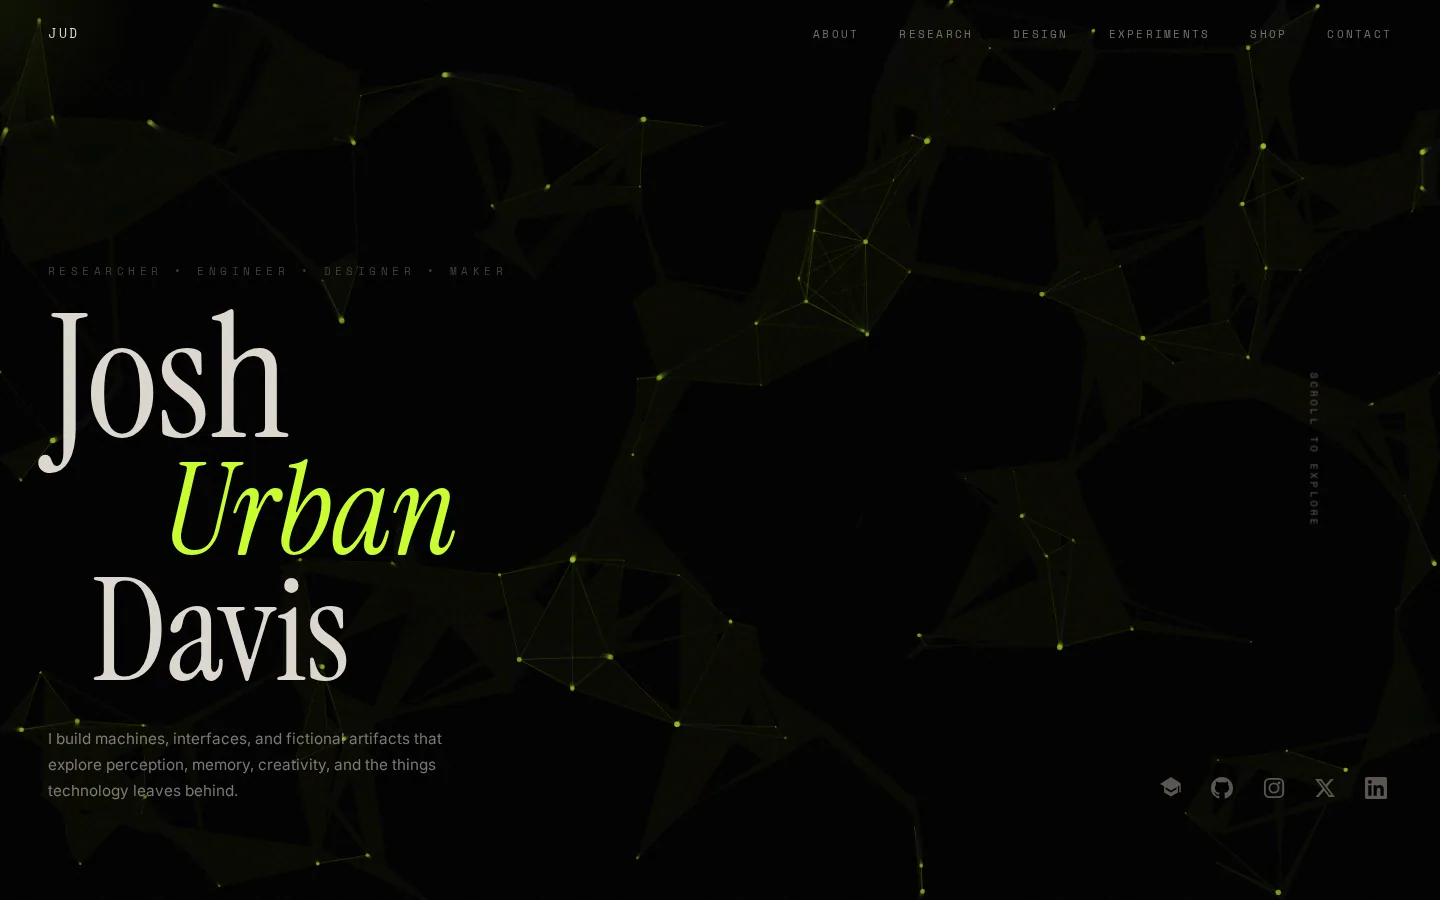 JUD
ABOUT RESEARCH DESIGN EXPERIMENTS SHOP CONTACT
RESEARCHER • ENGINEER • DESIGNER • MAKER
Josh
Urban
Davis
SCROLL TO EXPLORE
I build machines, interfaces, and fictional artifacts that
explore perception, memory, creativity, and the things
technology leaves behind.